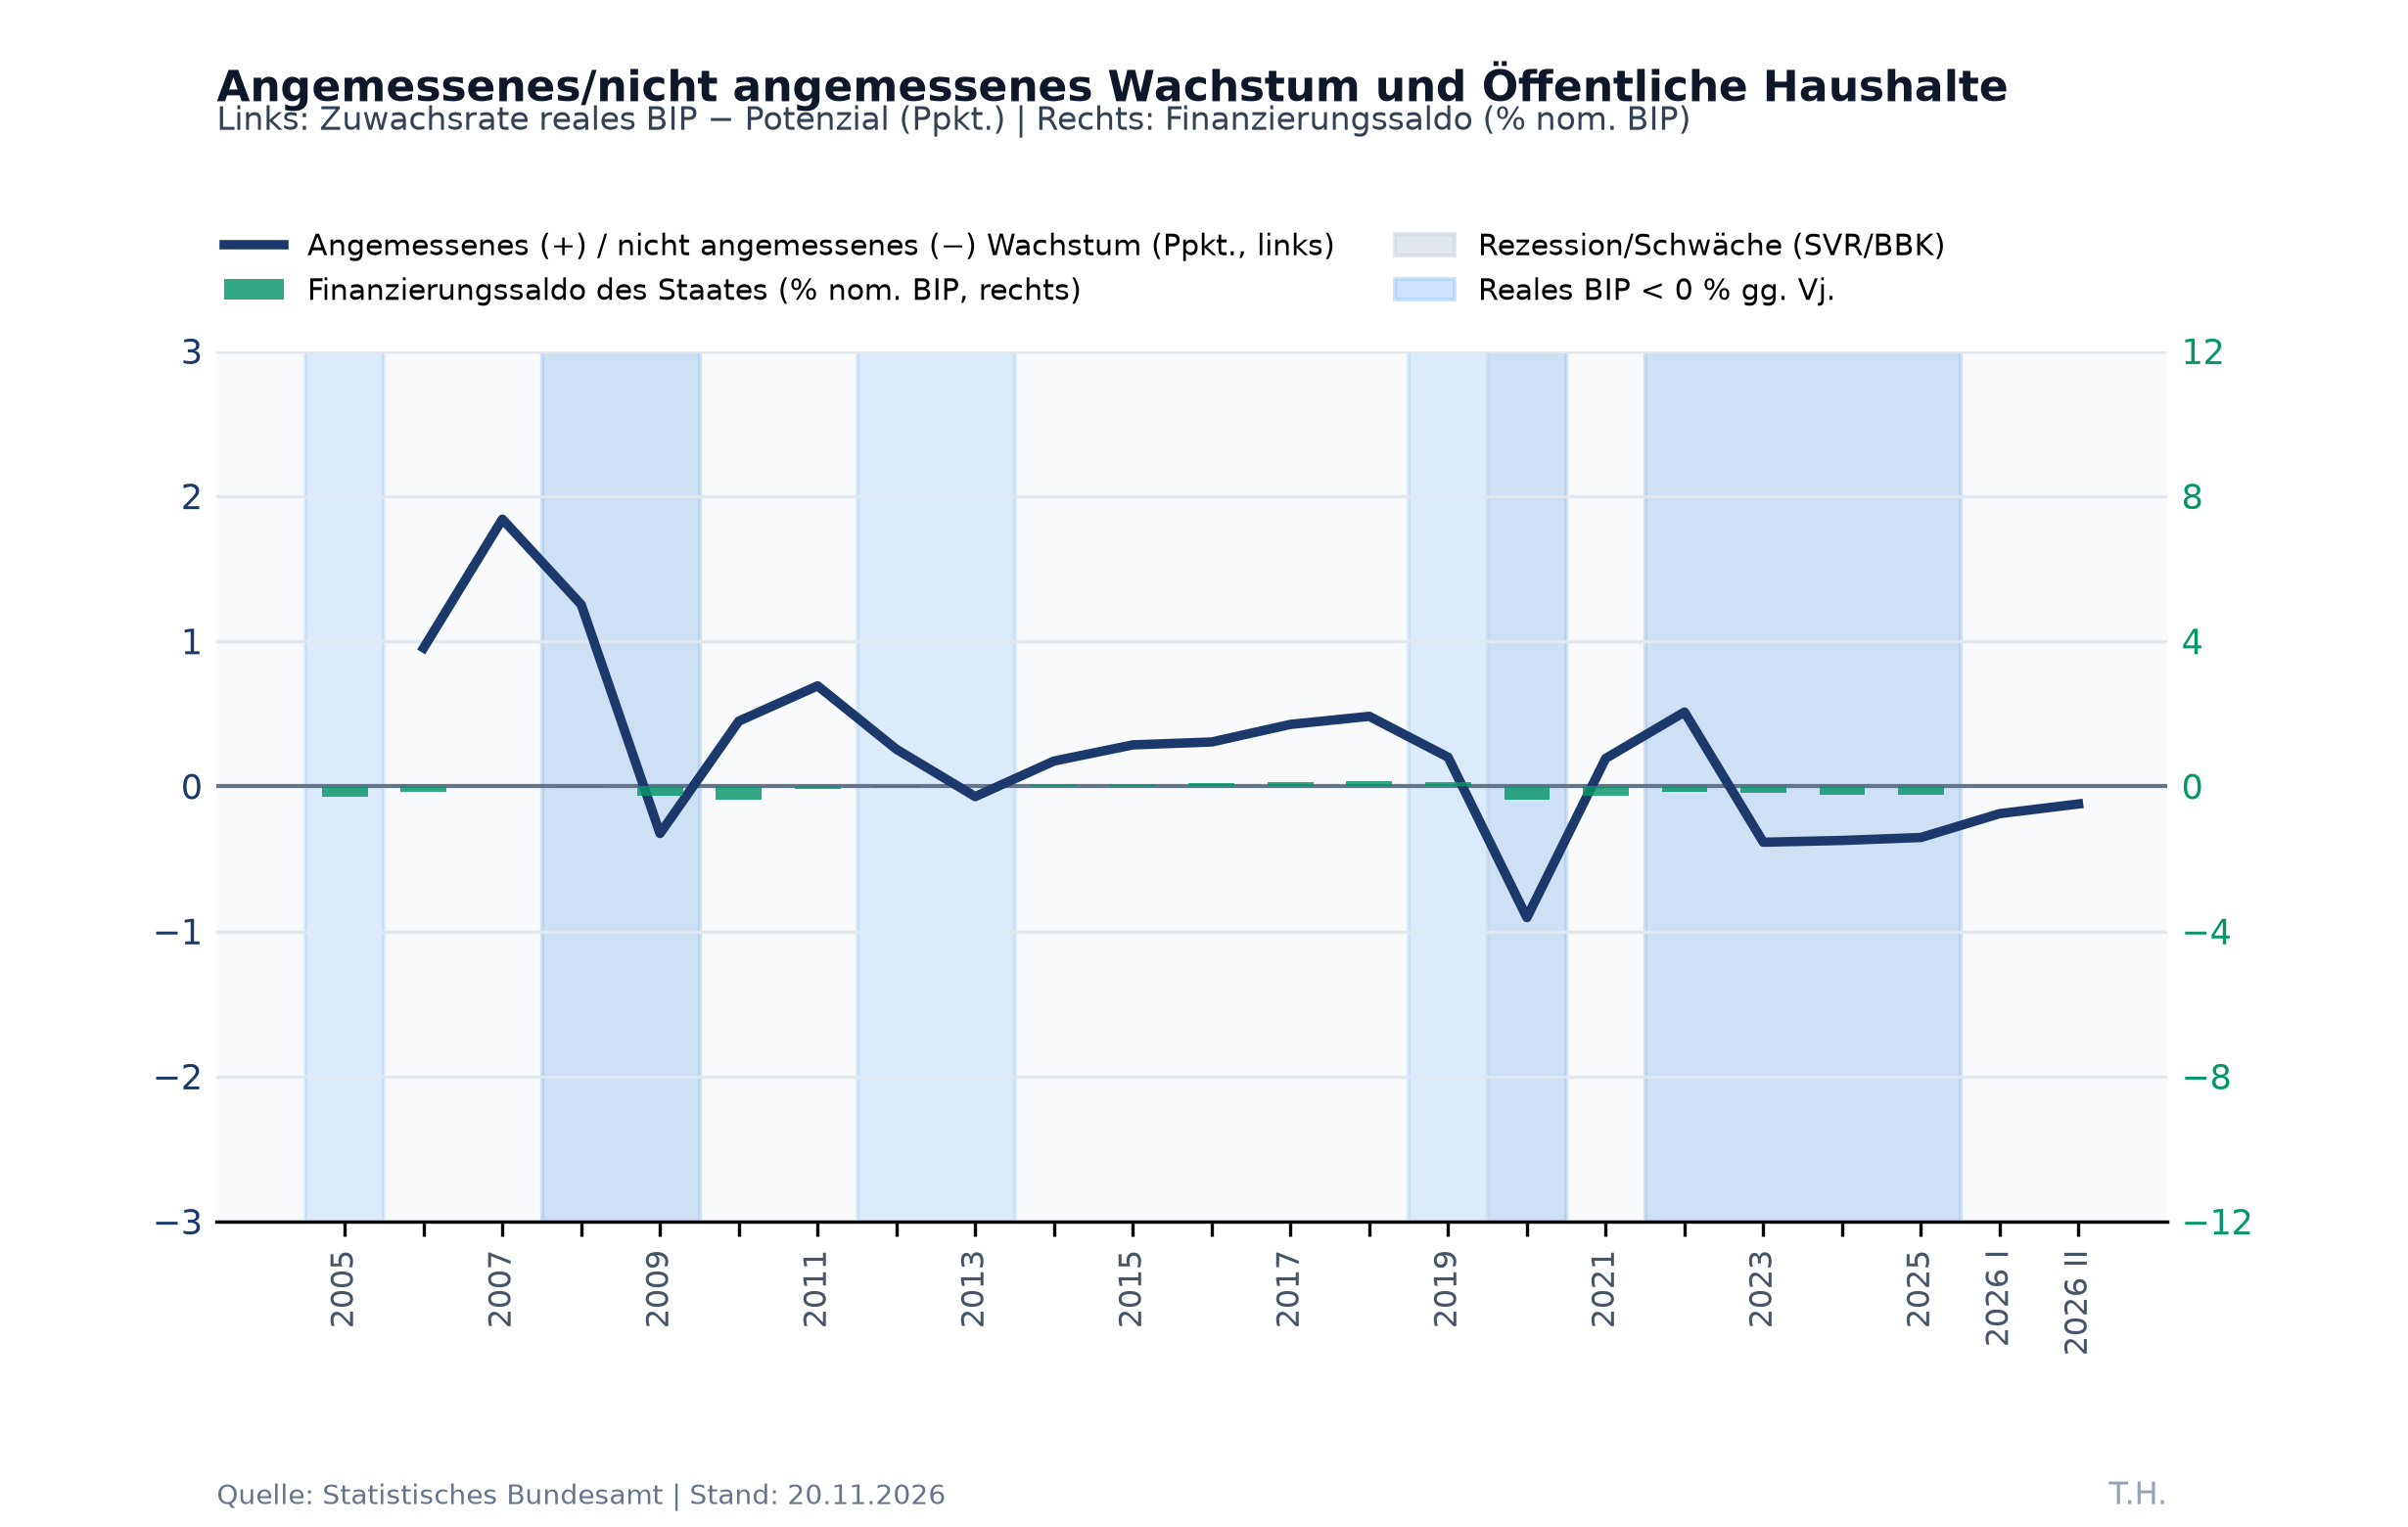 Angemessenes/nicht angemessenes Wachstum und Öffentliche Haushalte
Links: Zuwachsrate reales BIP − Potenzial (Ppkt.) | Rechts: Finanzierungssaldo (% nom. BIP)
Angemessenes (+) / nicht angemessenes (−) Wachstum (Ppkt., links)
Finanzierungssaldo des Staates (% nom. BIP, rechts)
Rezession/Schwäche (SVR/BBK)
Reales BIP < 0 % gg. Vj.
3 12
2 8
1 4
0 0
−1 −4
−2 −8
−3 −12
2005 2007 2009 2011 2013 2015 2017 2019 2021 2023 2025 2026 I 2026 II
Quelle: Statistisches Bundesamt | Stand: 20.11.2026
T.H.